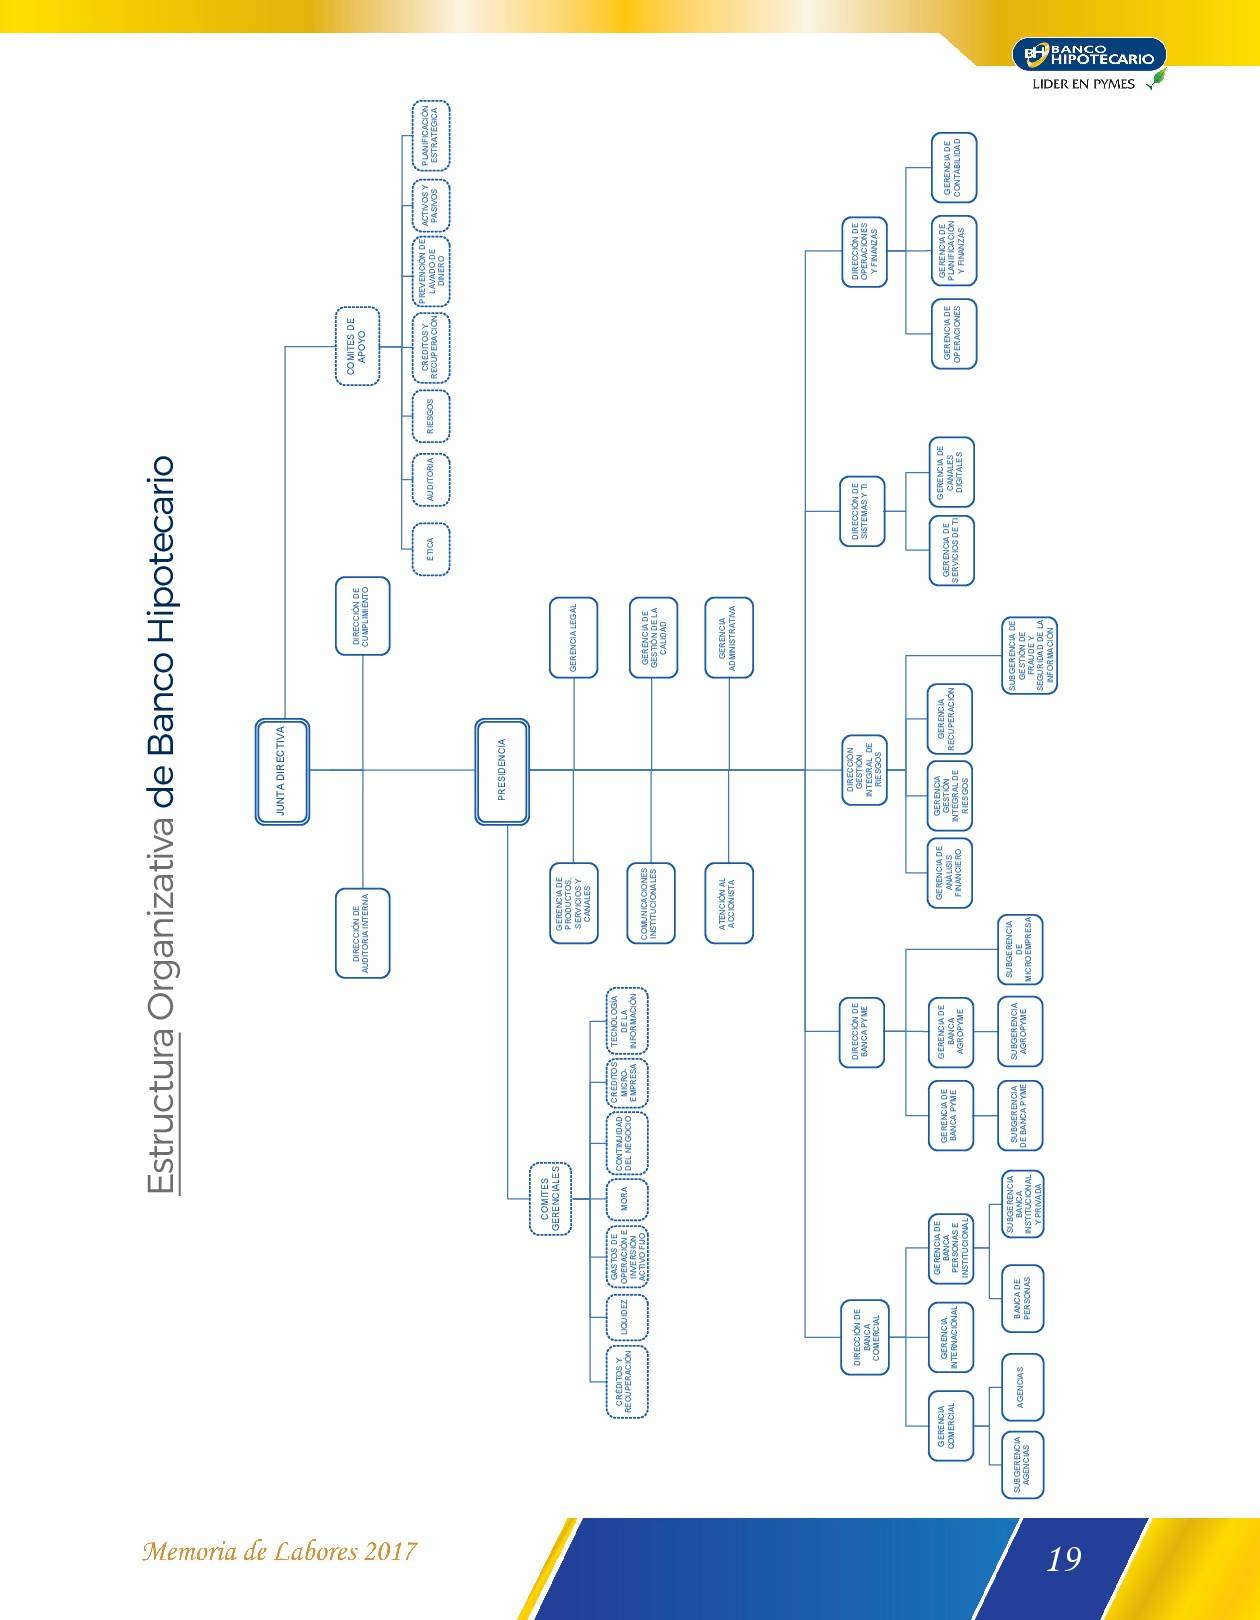 BH BANCO
HIPOTECARIO
LIDER EN PYMES
Estructura Organizativa de Banco Hipotecario
JUNTA DIRECTIVA
COMITES DE
APOYO
DIRECCIÓN DE
AUDITORIA INTERNA
DIRECCIÓN DE
CUMPLIMIENTO
ÉTICA
AUDITORIA
RIESGOS
CRÉDITOS Y
RECUPERACIÓN
PREVENCIÓN DE
LAVADO DE
DINERO
ACTIVOS Y
PASIVOS
PLANIFICACIÓN
ESTRATÉGICA
PRESIDENCIA
COMITES
GERENCIALES
CRÉDITOS Y
RECUPERACIÓN
LIQUIDEZ
GASTOS DE
OPERACIÓN E
INVERSIÓN
ACTIVO FIJO
MORA
CONTINUIDAD
DEL NEGOCIO
CRÉDITOS
MICRO-
EMPRESA
TECNOLOGÍA
DE LA
INFORMACIÓN
GERENCIA DE
PRODUCTOS,
SERVICIOS Y
CANALES
GERENCIA LEGAL
COMUNICACIONES
INSTITUCIONALES
GERENCIA DE
GESTIÓN DE LA
CALIDAD
ATENCIÓN AL
ACCIONISTA
GERENCIA
ADMINISTRATIVA
DIRECCIÓN DE
BANCA
COMERCIAL
DIRECCIÓN DE
BANCA PYME
DIRECCIÓN
GESTIÓN
INTEGRAL DE
RIESGOS
DIRECCIÓN DE
SISTEMAS Y TI
DIRECCIÓN DE
OPERACIONES
Y FINANZAS
GERENCIA
COMERCIAL
GERENCIA
INTERNACIONAL
GERENCIA DE
BANCA
PERSONAS E
INSTITUCIONAL
GERENCIA DE
BANCA PYME
GERENCIA DE
BANCA
AGROPYME
GERENCIA DE
ANÁLISIS
FINANCIERO
GERENCIA
GESTIÓN
INTEGRAL DE
RIESGOS
GERENCIA
RECUPERACIÓN
GERENCIA DE
SERVICIOS DE TI
GERENCIA DE
CANALES
DIGITALES
GERENCIA DE
OPERACIONES
GERENCIA DE
PLANIFICACIÓN
Y FINANZAS
GERENCIA DE
CONTABILIDAD
SUBGERENCIA
AGENCIAS
AGENCIAS
BANCA DE
PERSONAS
SUBGERENCIA
BANCA
INSTITUCIONAL
Y PRIVADA
SUBGERENCIA
DE BANCA PYME
SUBGERENCIA
AGROPYME
SUBGERENCIA
DE
MICROEMPRESA
SUBGERENCIA DE
GESTIÓN DE
FRAUDE Y
SEGURIDAD DE LA
INFORMACIÓN
Memoria de Labores 2017
19